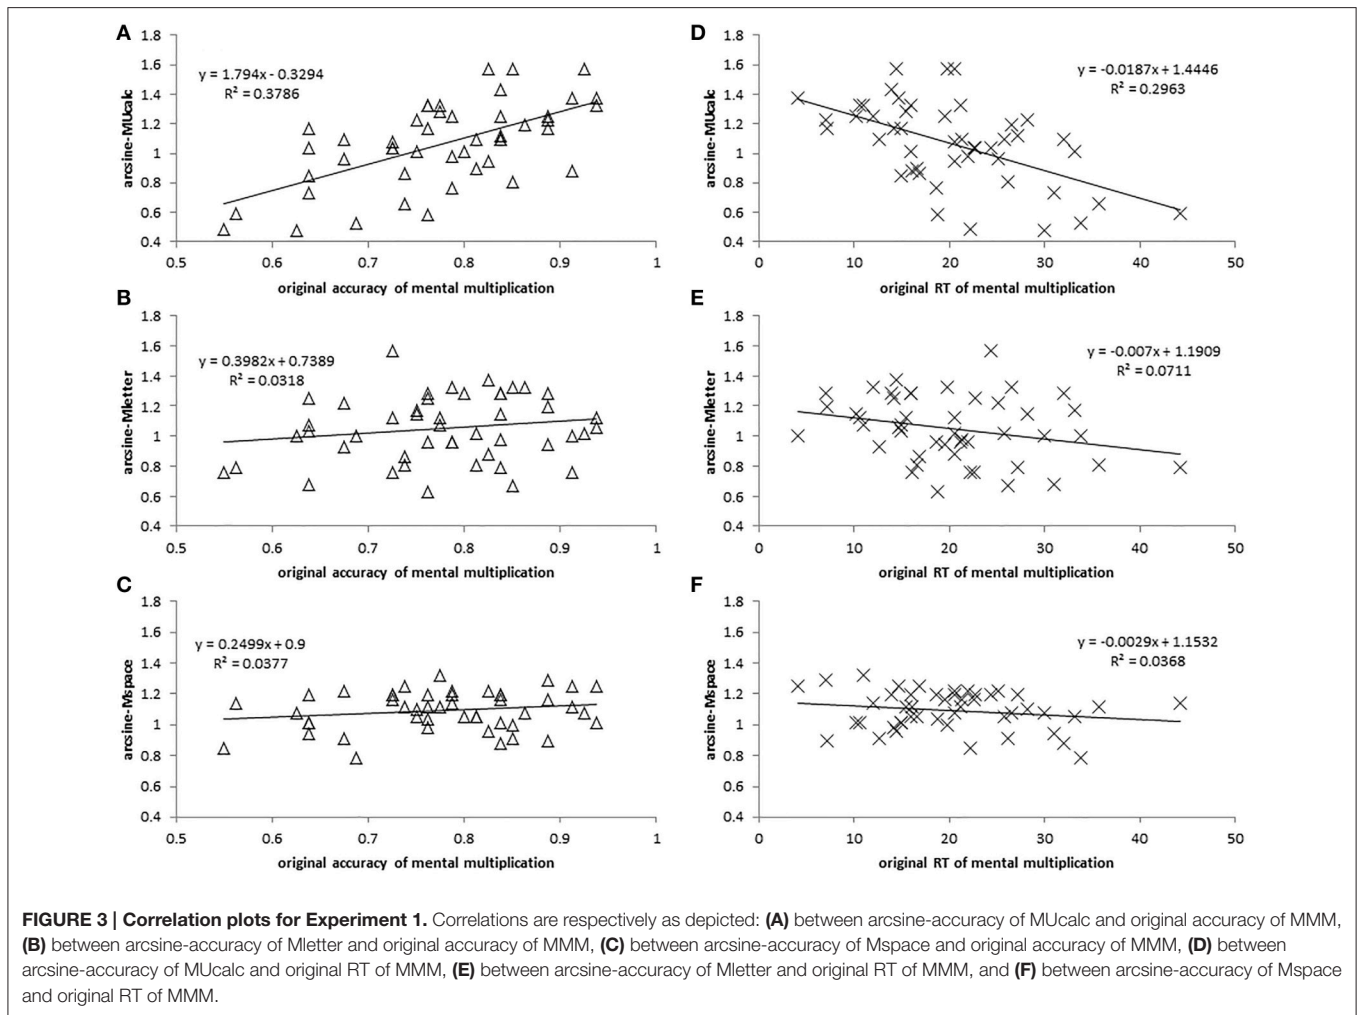 A
1.8
1.6
1.4
1.2
1
0.8
0.6
0.4
arcsine-MUcalc
y = 1.794x - 0.3294
R² = 0.3786
0.5 0.6 0.7 0.8 0.9 1
original accuracy of mental multiplication
D
1.8
1.6
1.4
1.2
1
0.8
0.6
0.4
arcsine-MUcalc
y = -0.0187x + 1.4446
R² = 0.2963
0 10 20 30 40 50
original RT of mental multiplication
B
1.8
1.6
1.4
1.2
1
0.8
0.6
0.4
arcsine-Mletter
y = 0.3982x + 0.7389
R² = 0.0318
0.5 0.6 0.7 0.8 0.9 1
original accuracy of mental multiplication
E
1.8
1.6
1.4
1.2
1
0.8
0.6
0.4
arcsine-Mletter
y = -0.007x + 1.1909
R² = 0.0711
0 10 20 30 40 50
original RT of mental multiplication
C
1.8
1.6
1.4
1.2
1
0.8
0.6
0.4
arcsine-Mspace
y = 0.2499x + 0.9
R² = 0.0377
0.5 0.6 0.7 0.8 0.9 1
original accuracy of mental multiplication
F
1.8
1.6
1.4
1.2
1
0.8
0.6
0.4
arcsine-Mspace
y = -0.0029x + 1.1532
R² = 0.0368
0 10 20 30 40 50
original RT of mental multiplication
FIGURE 3 | Correlation plots for Experiment 1. Correlations are respectively as depicted: (A) between arcsine-accuracy of MUcalc and original accuracy of MMM,
(B) between arcsine-accuracy of Mletter and original accuracy of MMM, (C) between arcsine-accuracy of Mspace and original accuracy of MMM, (D) between
arcsine-accuracy of MUcalc and original RT of MMM, (E) between arcsine-accuracy of Mletter and original RT of MMM, and (F) between arcsine-accuracy of Mspace
and original RT of MMM.